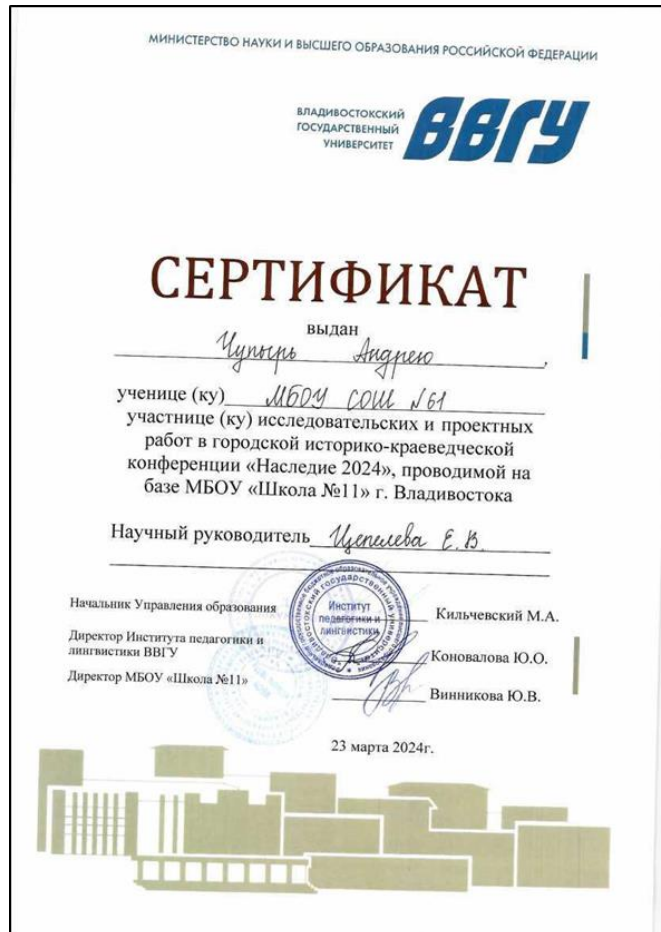 МИНИСТЕРСТВО НАУКИ И ВЫСШЕГО ОБРАЗОВАНИЯ РОССИЙСКОЙ ФЕДЕРАЦИИ
ВЛАДИВОСТОКСКИЙ
ГОСУДАРСТВЕННЫЙ
УНИВЕРСИТЕТ
ВВГУ
СЕРТИФИКАТ
выдан
Чупырь Андрею,
ученице (ку) МБОУ СОШ №61
участнице (ку) исследовательских и проектных
работ в городской историко-краеведческой
конференции «Наследие 2024», проводимой на
базе МБОУ «Школа №11» г. Владивостока
Научный руководитель Щепелева Е.В.
Начальник Управления образования Кильчевский М.А.
Институт
педагогики и
лингвистики
Директор Института педагогики и
лингвистики ВВГУ Коновалова Ю.О.
Директор МБОУ «Школа №11» Винникова Ю.В.
23 марта 2024г.